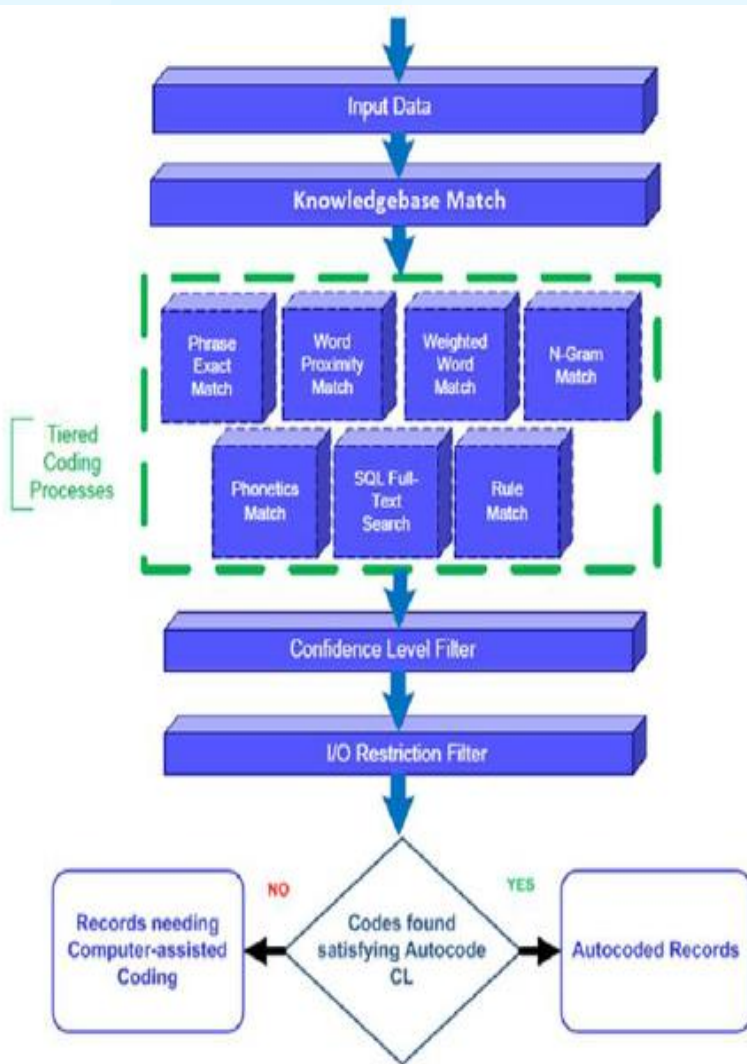 Input Data
Knowledgebase Match
Phrase
Exact
Match
Word
Proximity
Match
Weighted
Word
Match
N-Gram
Match
Tiered
Coding
Processes
Phonetics
Match
SQL Full-
Text
Search
Rule
Match
Confidence Level Filter
I/O Restriction Filter
NO
YES
Records needing
Computer-assisted
Coding
Codes found
satisfying Autocode
CL
Autocoded Records